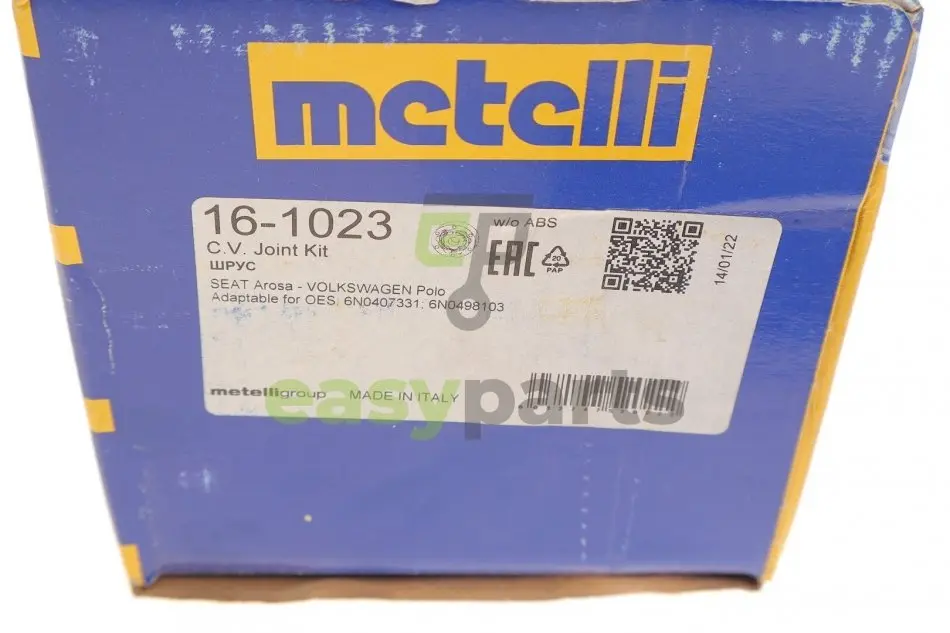 metelli
16-1023
w/o ABS
C.V. Joint Kit
ШРУС
EAC
20
PAP
14/01/22
SEAT Arosa - VOLKSWAGEN Polo
Adaptable for OES: 6N0407331; 6N0498103
metelligroup MADE IN ITALY
easyparts